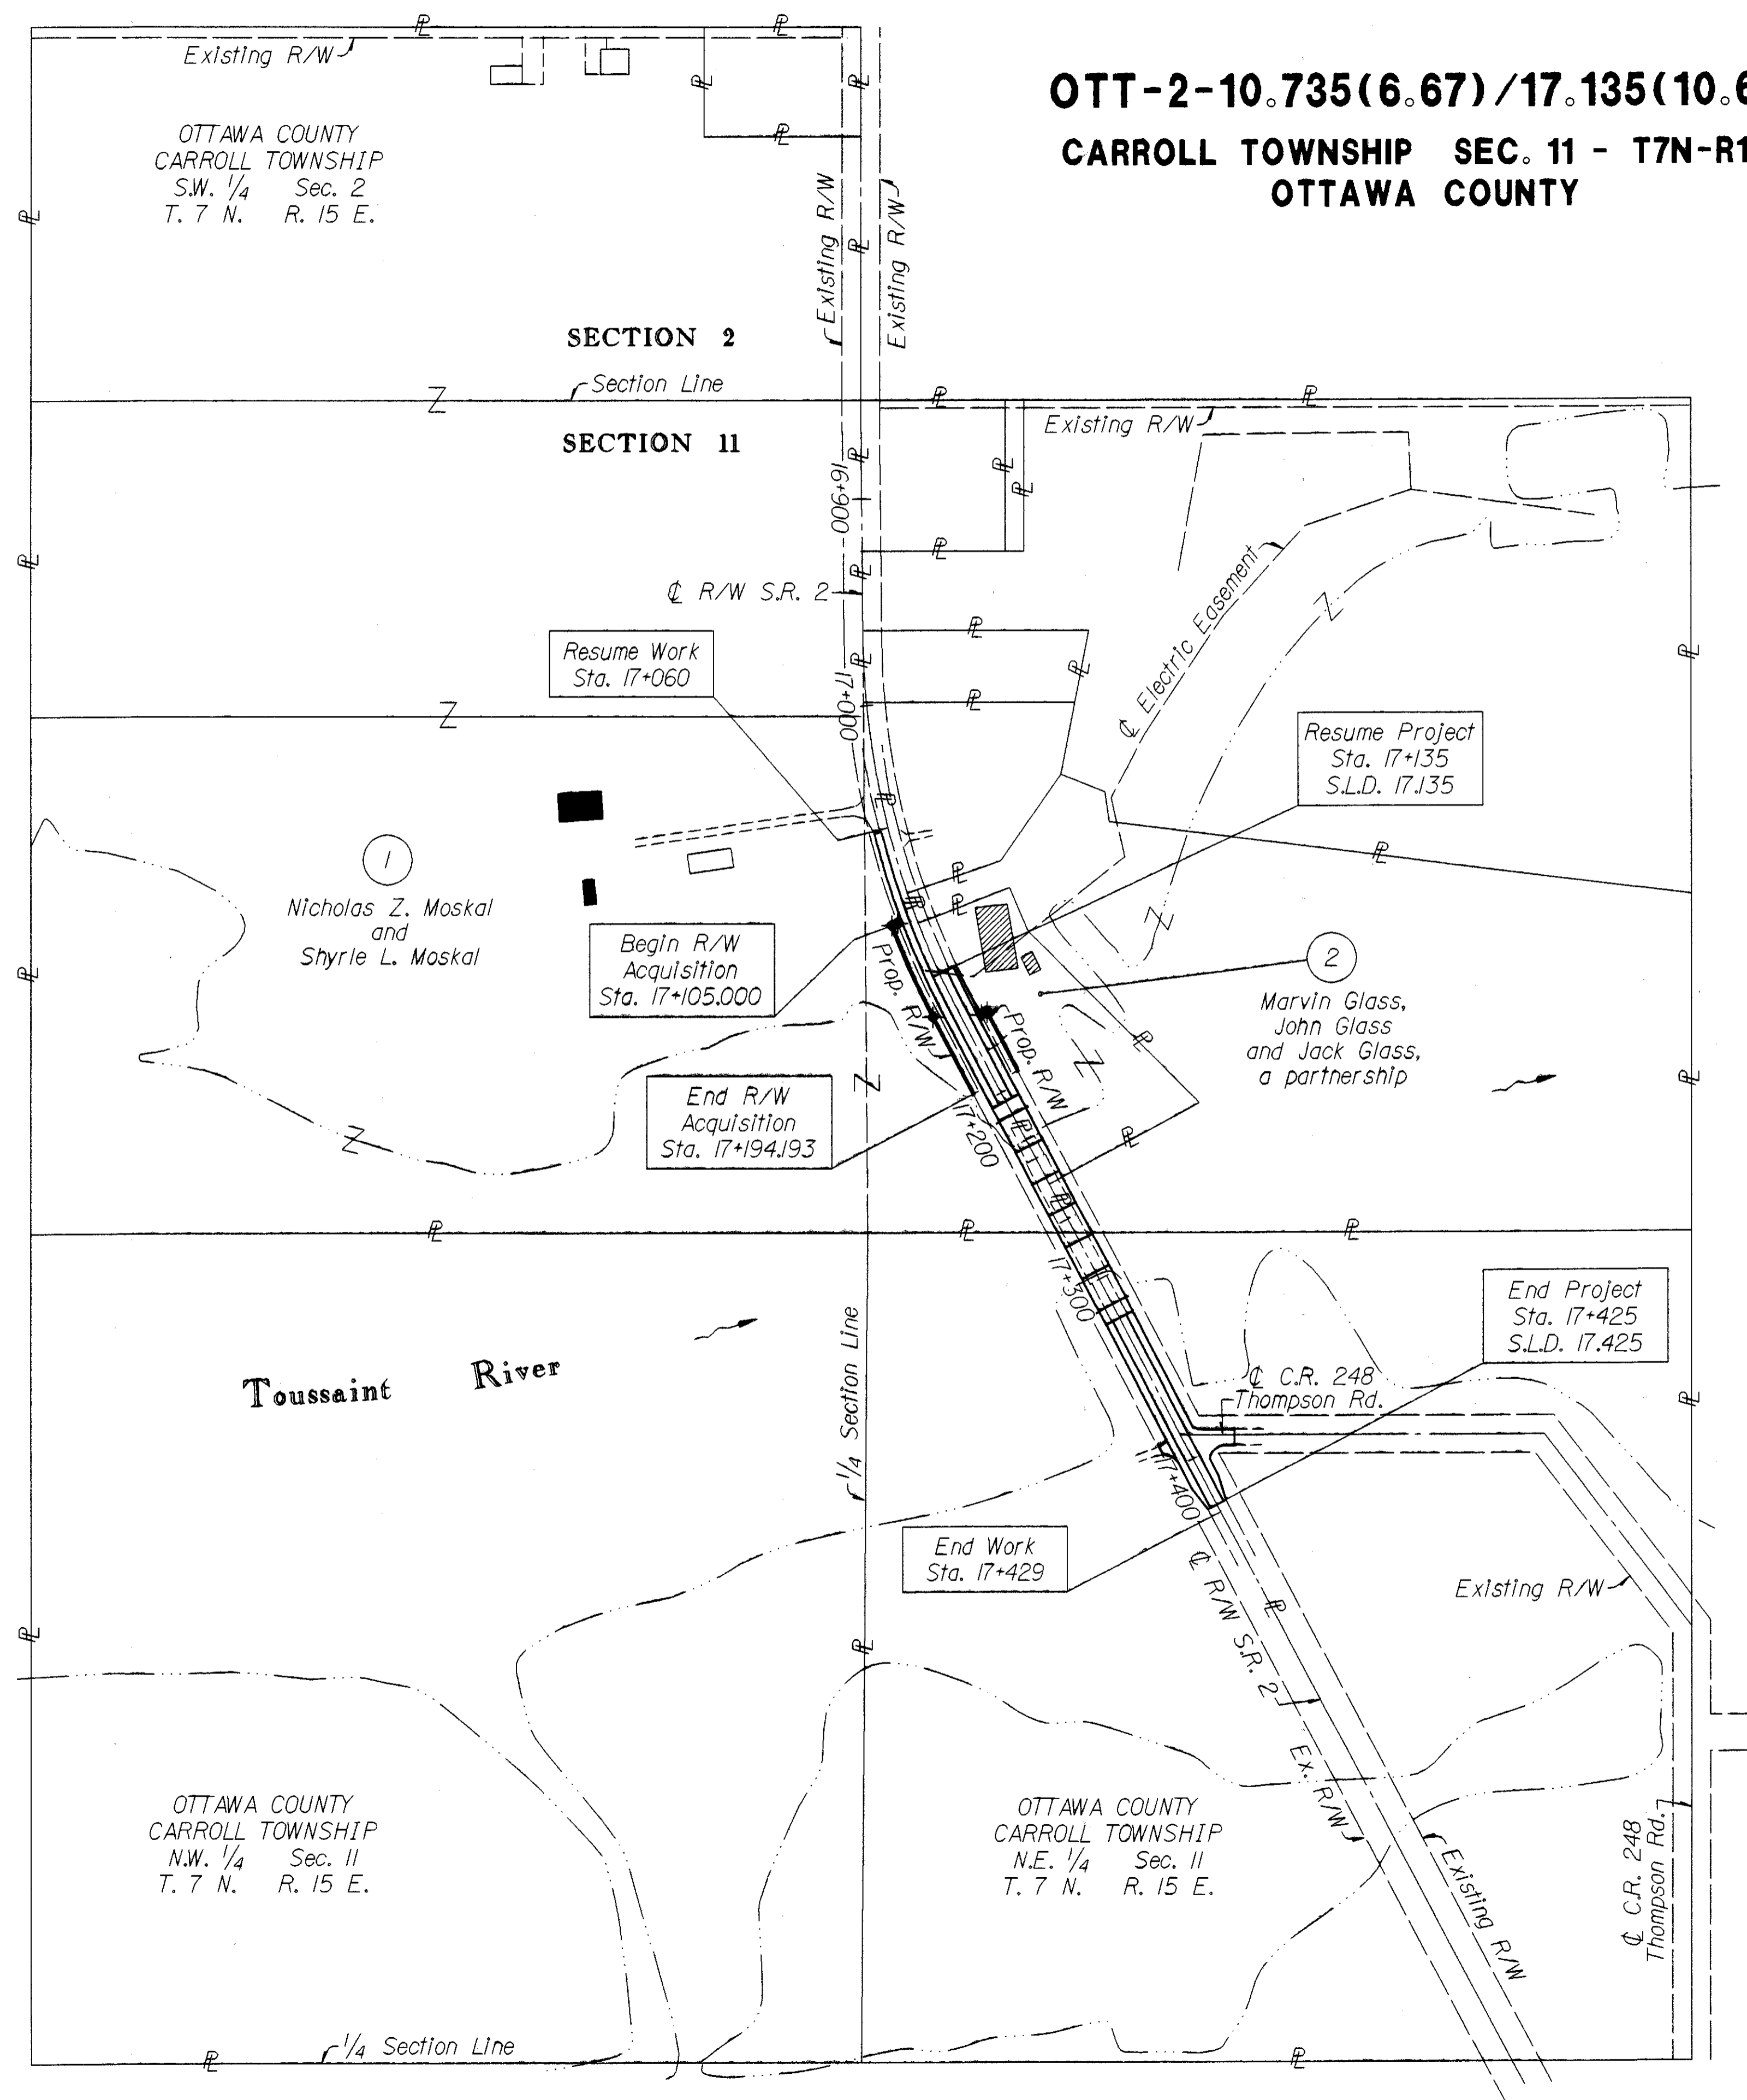 OTT-2-10.735(6.67)/17.135(10.6
CARROLL TOWNSHIP SEC. 11 - T7N-R1
OTTAWA COUNTY
Existing R/W
OTTAWA COUNTY
CARROLL TOWNSHIP
S.W. 1/4 Sec. 2
T. 7 N. R. 15 E.
Existing R/W
Existing R/W
SECTION 2
Section Line
SECTION 11
Existing R/W
16+900
℄ R/W S.R. 2
℄ Electric Easement
Resume Work
Sta. 17+060
17+000
Resume Project
Sta. 17+135
S.L.D. 17.135
1
Nicholas Z. Moskal
and
Shyrle L. Moskal
Begin R/W
Acquisition
Sta. 17+105.000
Prop. R/W
Prop. R/W
2
Marvin Glass,
John Glass
and Jack Glass,
a partnership
End R/W
Acquisition
Sta. 17+194.193
17+200
17+300
End Project
Sta. 17+425
S.L.D. 17.425
Toussaint River
1/4 Section Line
℄ C.R. 248
Thompson Rd.
17+400
End Work
Sta. 17+429
℄ R/W S.R. 2
Existing R/W
Ex. R/W
Existing R/W
OTTAWA COUNTY
CARROLL TOWNSHIP
N.W. 1/4 Sec. 11
T. 7 N. R. 15 E.
OTTAWA COUNTY
CARROLL TOWNSHIP
N.E. 1/4 Sec. 11
T. 7 N. R. 15 E.
℄ C.R. 248
Thompson Rd.
1/4 Section Line